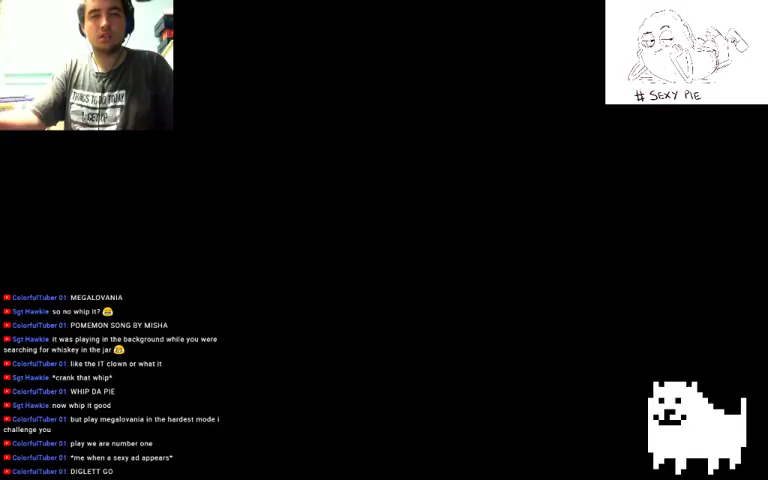 THINGS TO DO TODAY
# SEXY PIE
ColorfulTuber 01: MEGALOVANIA
Sgt Hawkie: so no whip it?
ColorfulTuber 01: POMEMON SONG BY MISHA
Sgt Hawkie: it was playing in the background while you were
searching for whiskey in the jar
ColorfulTuber 01: like the IT clown or what it
Sgt Hawkie: *crank that whip*
ColorfulTuber 01: WHIP DA PIE
Sgt Hawkie: now whip it good
ColorfulTuber 01: but play megalovania in the hardest mode i
challenge you
ColorfulTuber 01: play we are number one
ColorfulTuber 01: *me when a sexy ad appears*
ColorfulTuber 01: DIGLETT GO